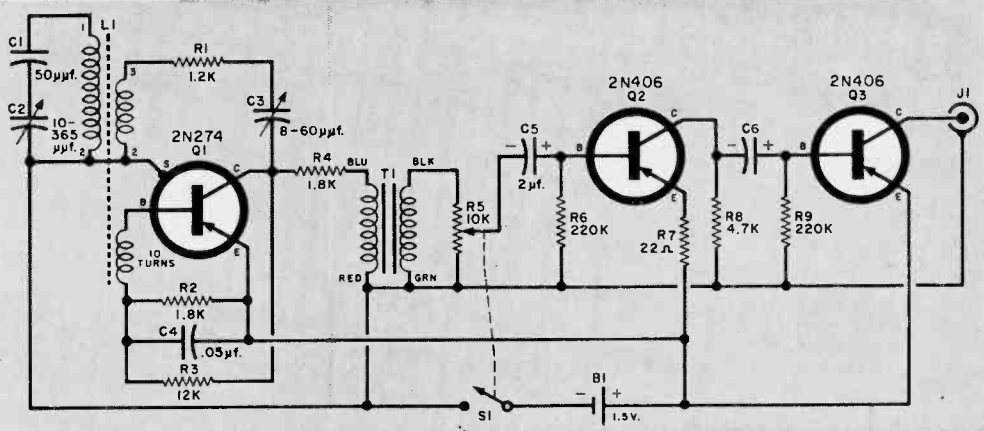 L1
1
C1
50μμf.
C2
10-
365
μμf.
2
3
2
R1
1.2K
C3
8-60μμf.
2N274
Q1
S
C
B
E
10
TURNS
R2
1.8K
C4
.05μf.
R3
12K
R4
1.8K
BLU
T1
BLK
RED
GRN
R5
10K
- C5 +
2μf.
2N406
Q2
B
C
E
R6
220K
R7
22Ω
R8
4.7K
- C6 +
R9
220K
2N406
Q3
B
C
E
J1
S1
- B1 +
1.5V.